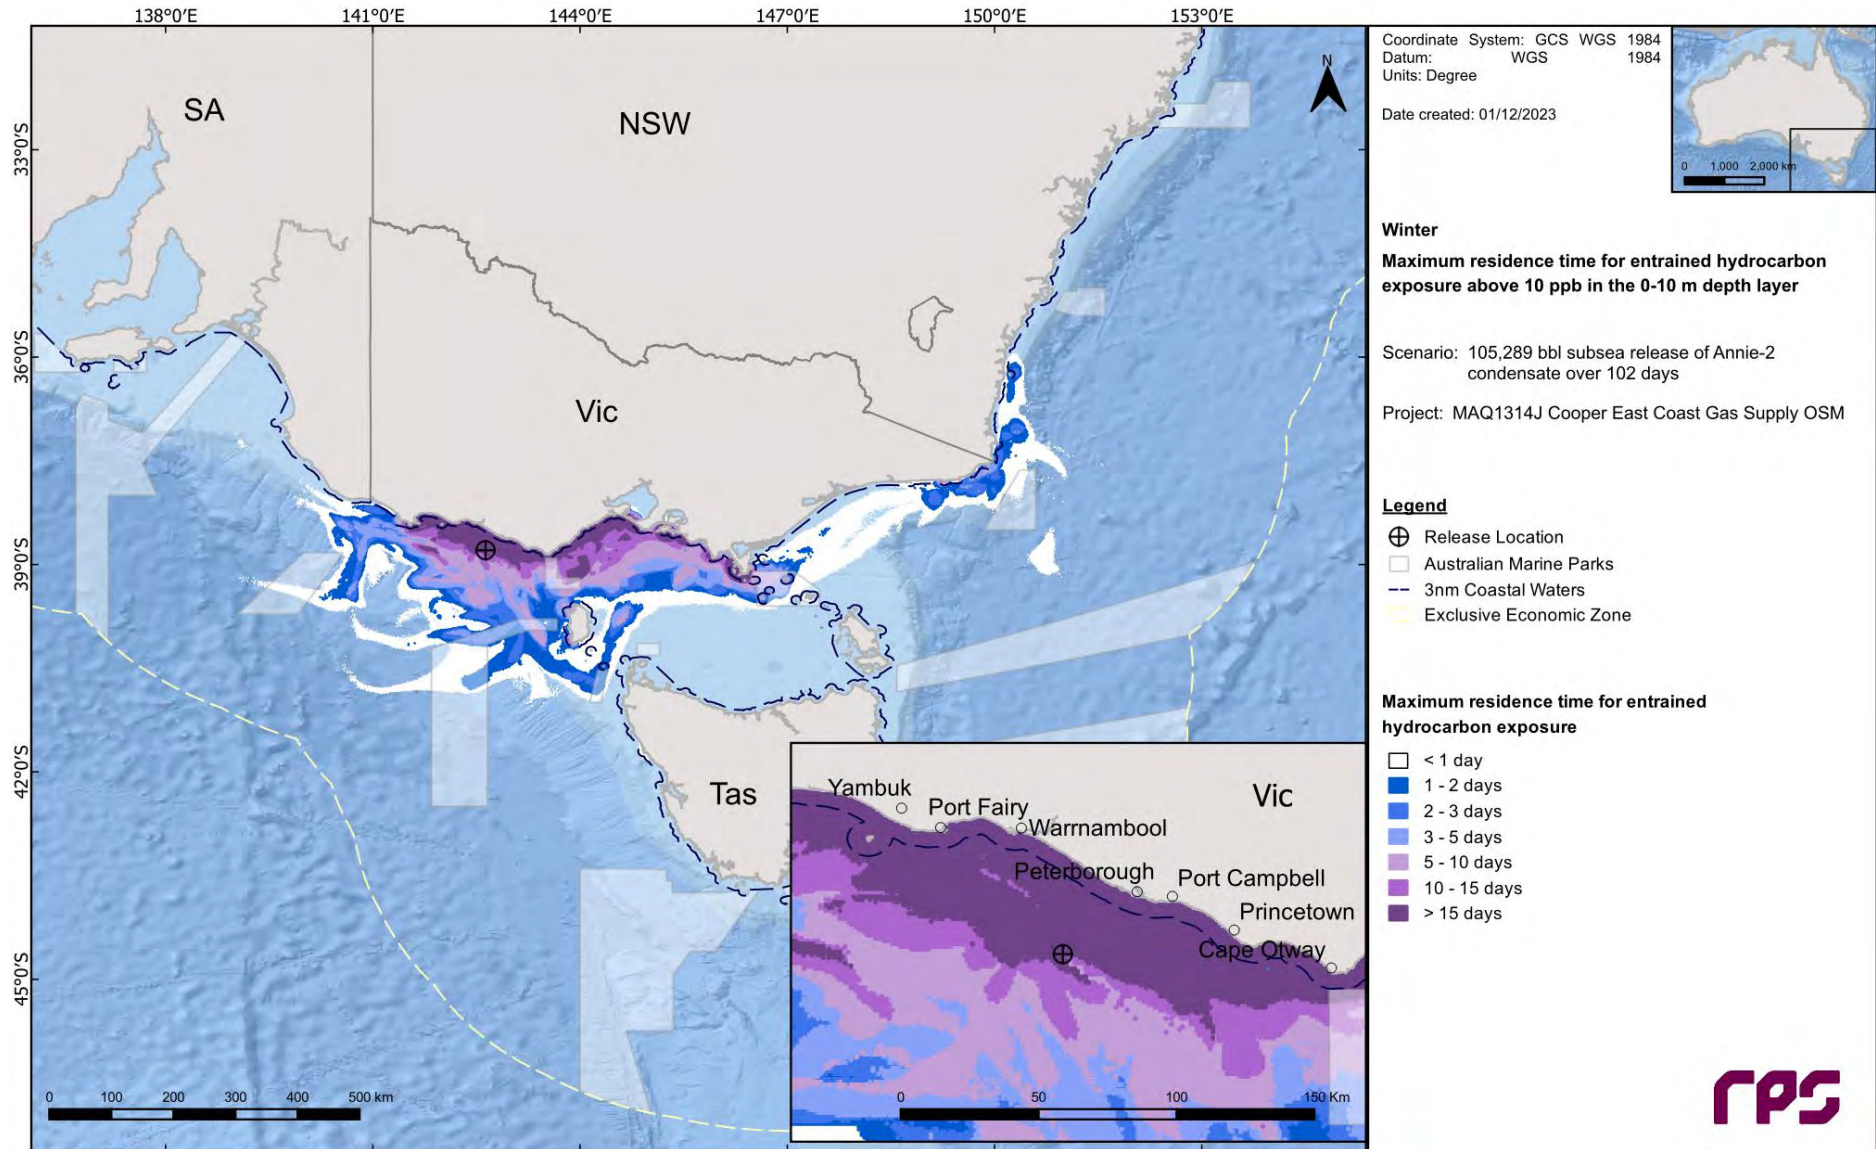 138°0'E 141°0'E 144°0'E 147°0'E 150°0'E 153°0'E
33°0'S
36°0'S
39°0'S
42°0'S
45°0'S
SA
NSW
Vic
Tas
0 100 200 300 400 500 km
Vic
Yambuk
Port Fairy
Warrnambool
Peterborough
Port Campbell
Princetown
Cape Otway
0 50 100 150 Km
N
Coordinate System: GCS WGS 1984
Datum: WGS 1984
Units: Degree
Date created: 01/12/2023
0 1,000 2,000 km
Winter
Maximum residence time for entrained hydrocarbon
exposure above 10 ppb in the 0-10 m depth layer
Scenario: 105,289 bbl subsea release of Annie-2
condensate over 102 days
Project: MAQ1314J Cooper East Coast Gas Supply OSM
Legend
Release Location
Australian Marine Parks
3nm Coastal Waters
Exclusive Economic Zone
Maximum residence time for entrained
hydrocarbon exposure
< 1 day
1 - 2 days
2 - 3 days
3 - 5 days
5 - 10 days
10 - 15 days
> 15 days
rps